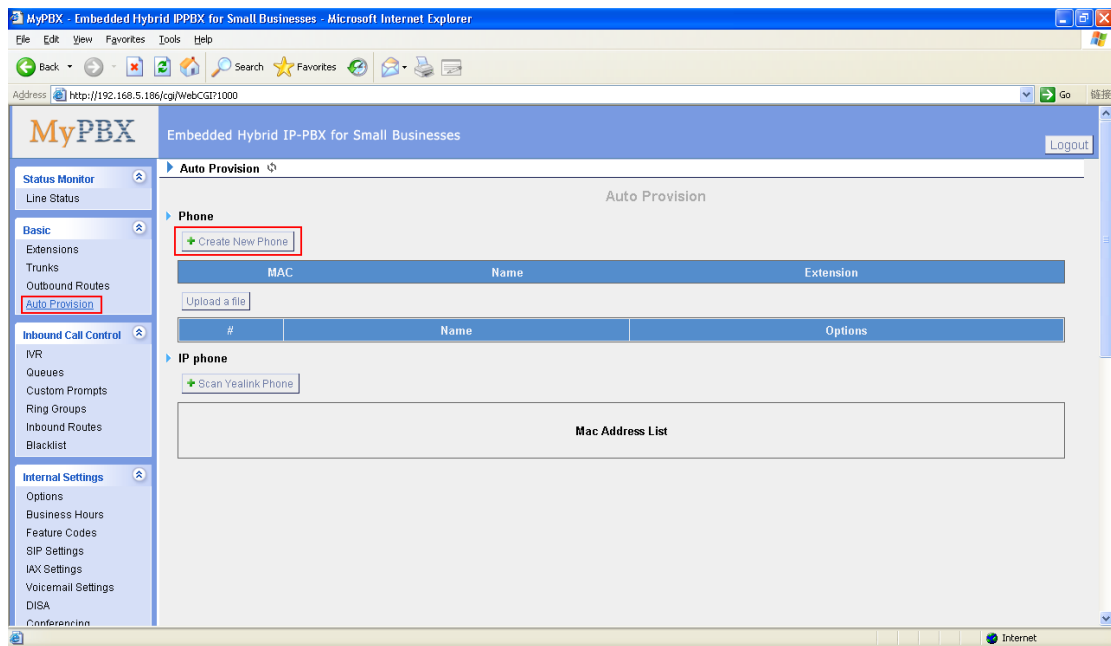 MyPBX - Embedded Hybrid IPPBX for Small Businesses - Microsoft Internet Explorer
File Edit View Favorites Tools Help
Back Search Favorites
Address http://192.168.5.186/cgi/WebCGI?1000 Go 链接
MyPBX Embedded Hybrid IP-PBX for Small Businesses
Logout
Status Monitor
Line Status
Basic
Extensions
Trunks
Outbound Routes
Auto Provision
Inbound Call Control
IVR
Queues
Custom Prompts
Ring Groups
Inbound Routes
Blacklist
Internal Settings
Options
Business Hours
Feature Codes
SIP Settings
IAX Settings
Voicemail Settings
DISA
Conferencing
Auto Provision
Auto Provision
Phone
Create New Phone
MAC Name Extension
Upload a file
# Name Options
IP phone
Scan Yealink Phone
Mac Address List
Internet